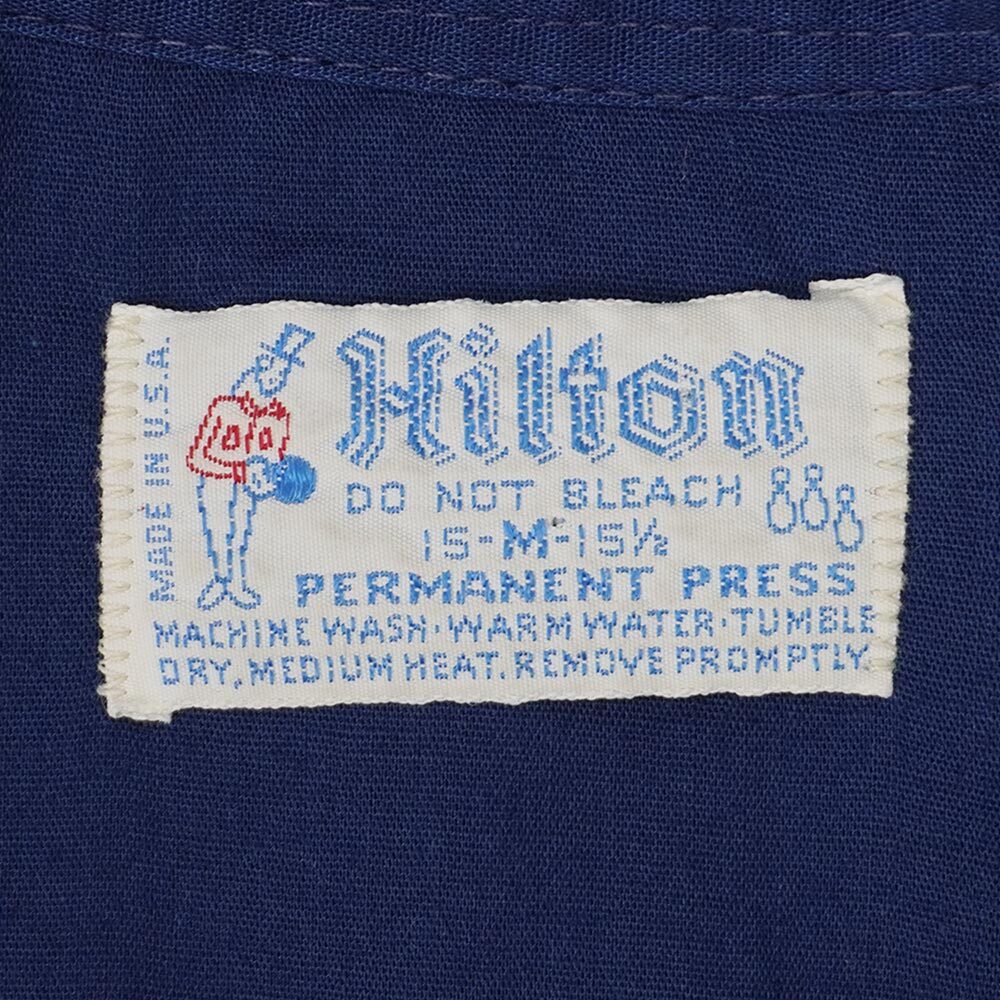 MADE IN U.S.A.
Hilton
DO NOT BLEACH
15-M-15½
PERMANENT PRESS
MACHINE WASH·WARM WATER·TUMBLE
DRY, MEDIUM HEAT. REMOVE PROMPTLY.